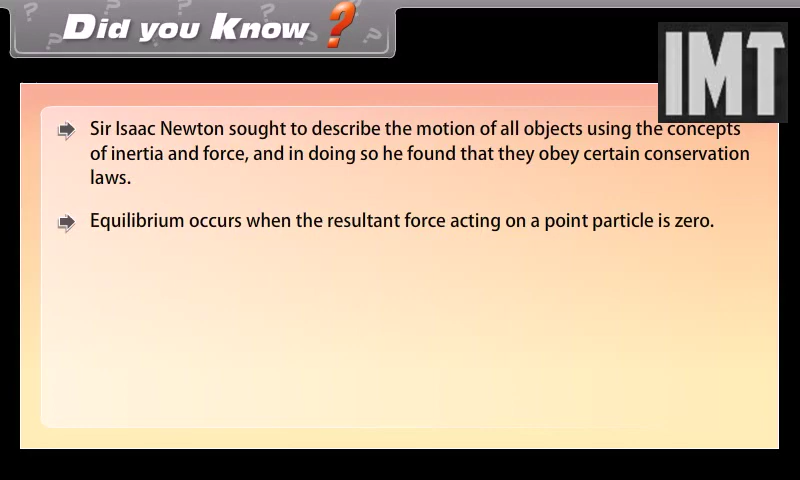 Did you Know ?
IMT
Sir Isaac Newton sought to describe the motion of all objects using the concepts
of inertia and force, and in doing so he found that they obey certain conservation
laws.
Equilibrium occurs when the resultant force acting on a point particle is zero.